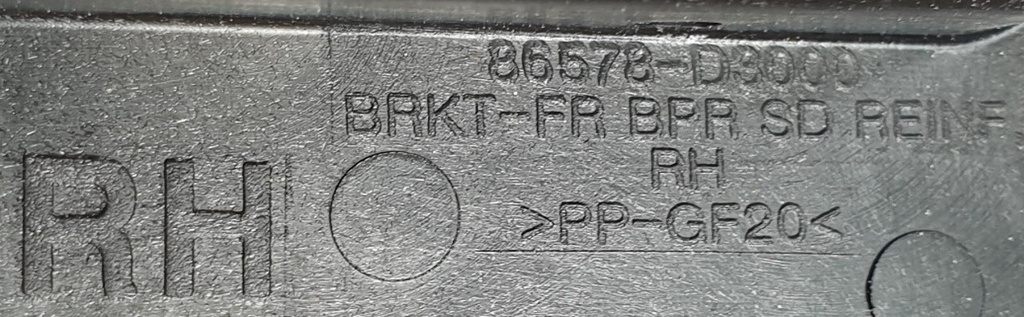 86578-D3000
BRKT-FR BPR SD REINF
RH
>PP-GF20<
RH